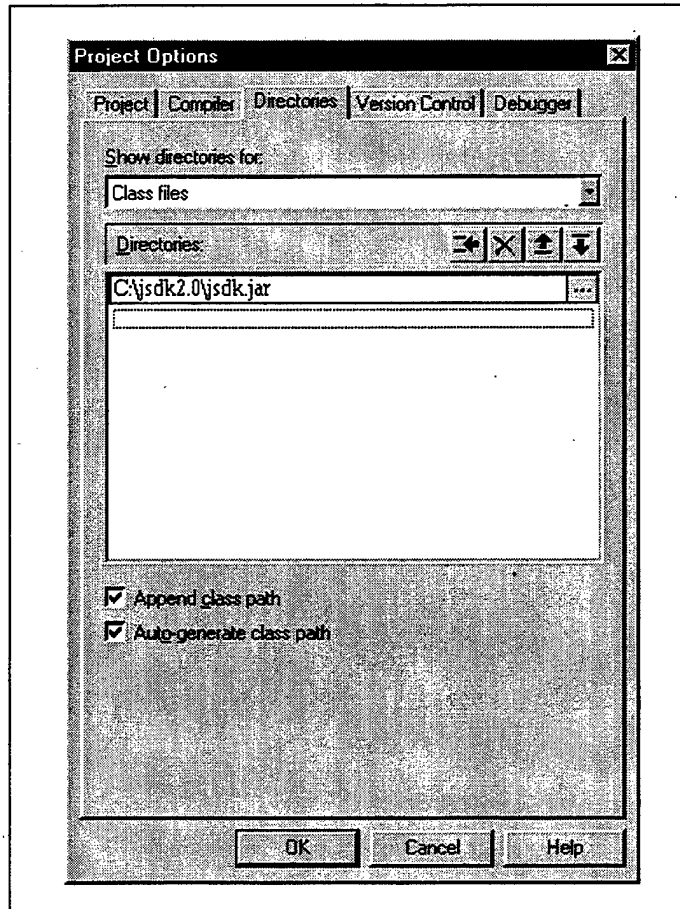 Project Options
Project Compiler Directories Version Control Debugger
Show directories for:
Class files
Directories:
C:\jsdk2.0\jsdk.jar
...
Append class path
Auto-generate class path
OK Cancel Help